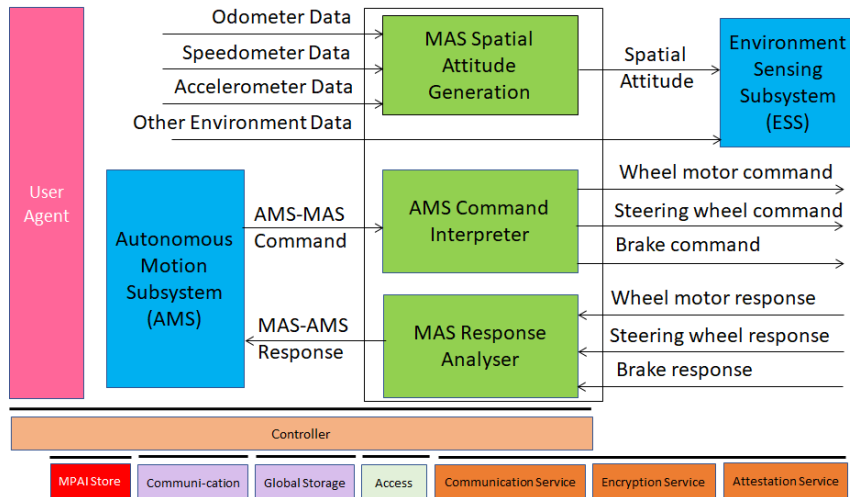 Odometer Data
Speedometer Data
Accelerometer Data
Other Environment Data
MAS Spatial
Attitude
Generation
Spatial
Attitude
Environment
Sensing
Subsystem
(ESS)
User
Agent
Autonomous
Motion
Subsystem
(AMS)
AMS-MAS
Command
AMS Command
Interpreter
Wheel motor command
Steering wheel command
Brake command
MAS-AMS
Response
MAS Response
Analyser
Wheel motor response
Steering wheel response
Brake response
Controller
MPAI Store
Communi-cation
Global Storage
Access
Communication Service
Encryption Service
Attestation Service